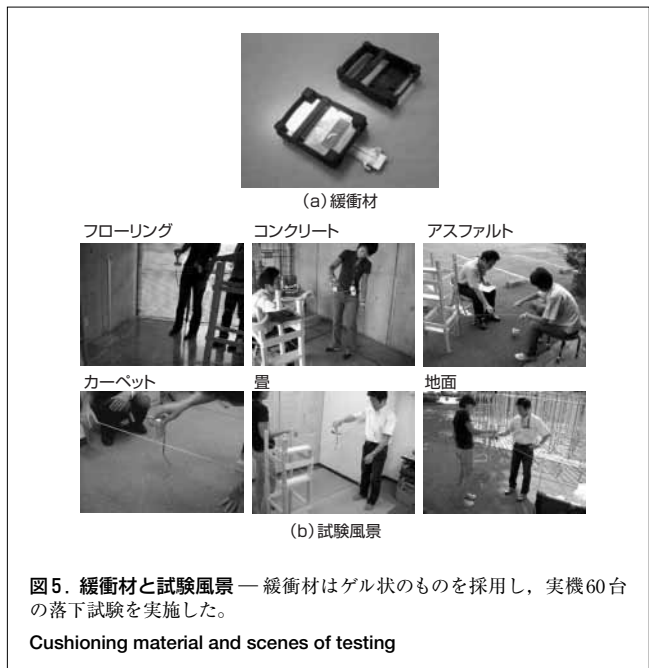 (a)緩衝材
フローリング コンクリート アスファルト
カーペット 畳 地面
(b)試験風景
図5. 緩衝材と試験風景 — 緩衝材はゲル状のものを採用し，実機60台
の落下試験を実施した。
Cushioning material and scenes of testing